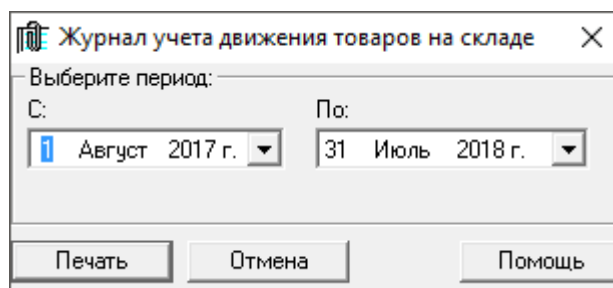 Журнал учета движения товаров на складе
Выберите период:
С: По:
1 Август 2017 г. 31 Июль 2018 г.
Печать Отмена Помощь